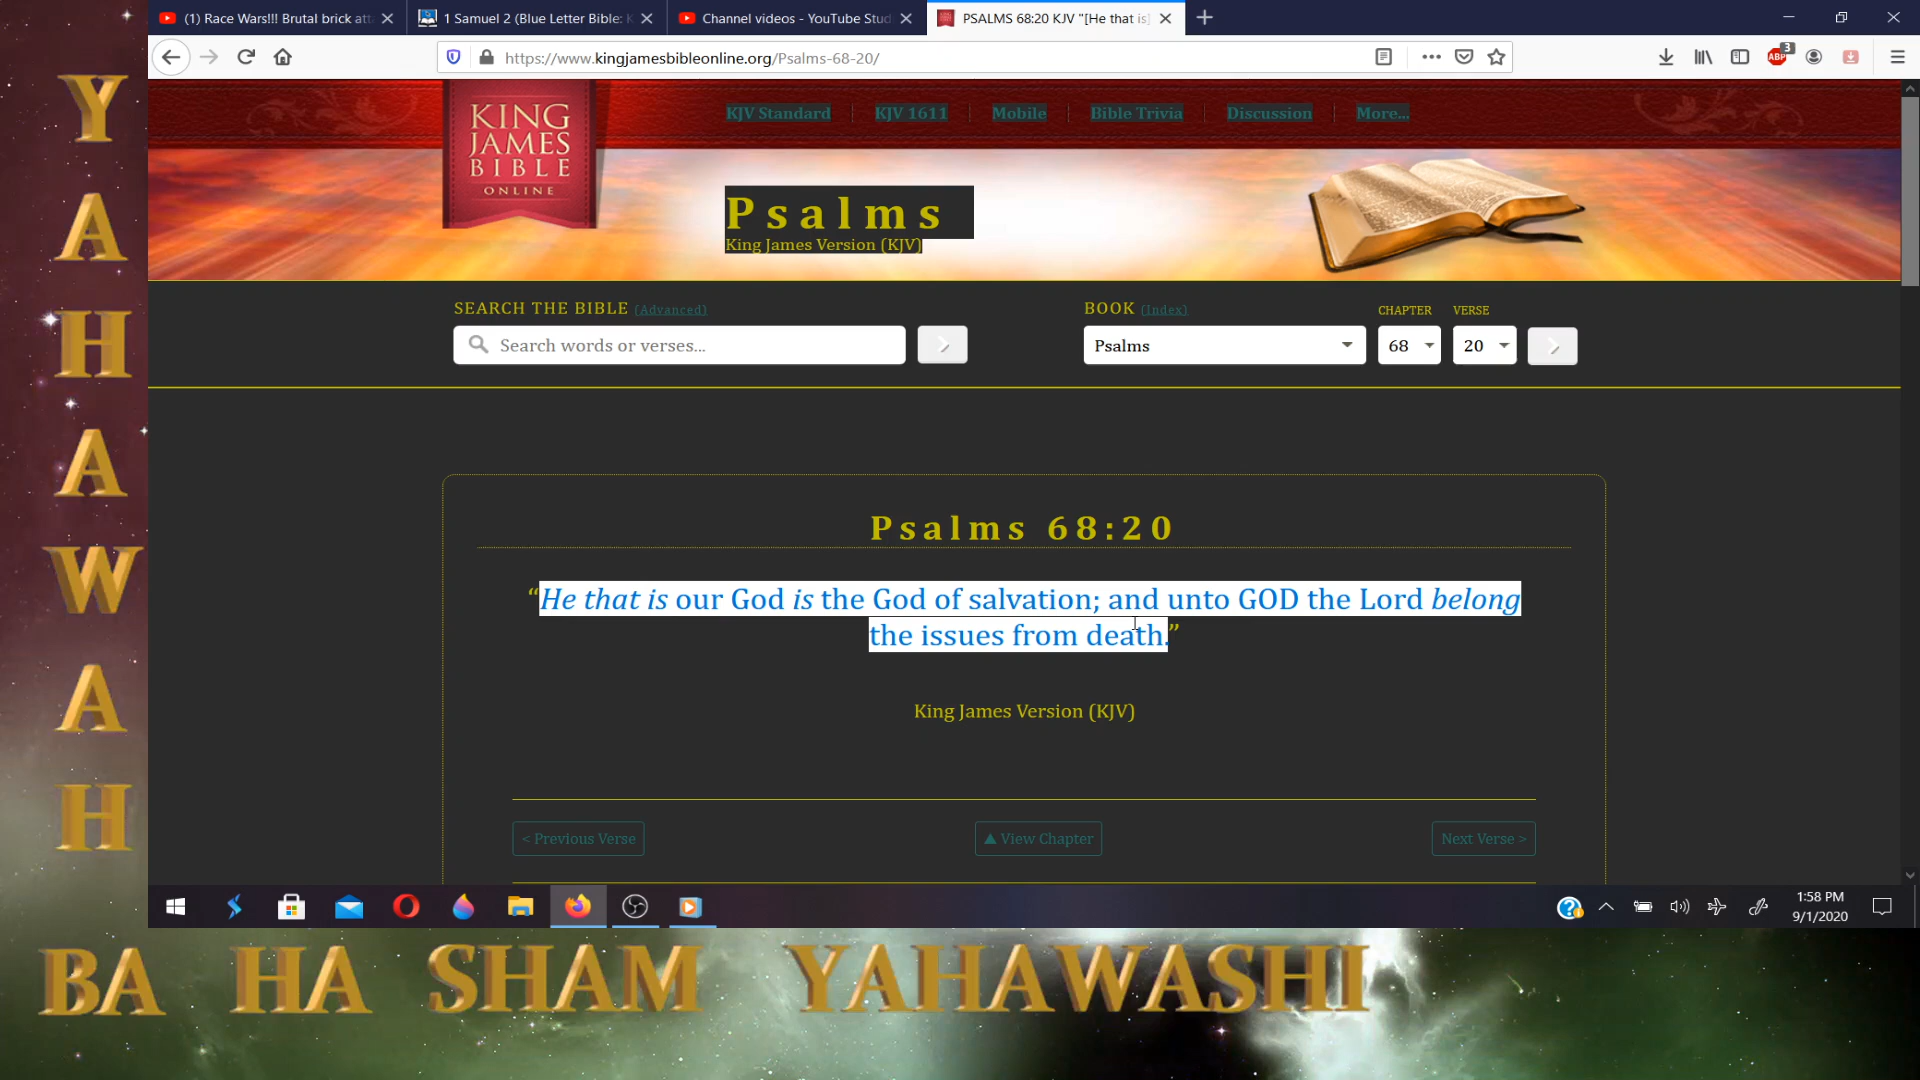 (1) Race Wars!!! Brutal brick att
1 Samuel 2 (Blue Letter Bible: K
Channel videos - YouTube Stud
PSALMS 68:20 KJV "[He that is]
https://www.kingjamesbibleonline.org/Psalms-68-20/
ABP
3
KING
JAMES
BIBLE
ONLINE
KJV Standard
KJV 1611
Mobile
Bible Trivia
Discussion
More...
Psalms
King James Version (KJV)
SEARCH THE BIBLE (Advanced)
Search words or verses...
BOOK (Index)
CHAPTER
VERSE
Psalms
68
20
Psalms 68:20
“He that is our God is the God of salvation; and unto GOD the Lord belong
the issues from death.”
King James Version (KJV)
< Previous Verse
▲ View Chapter
Next Verse >
1:58 PM
9/1/2020
YAHAWAH
BA HA SHAM YAHAWASHI